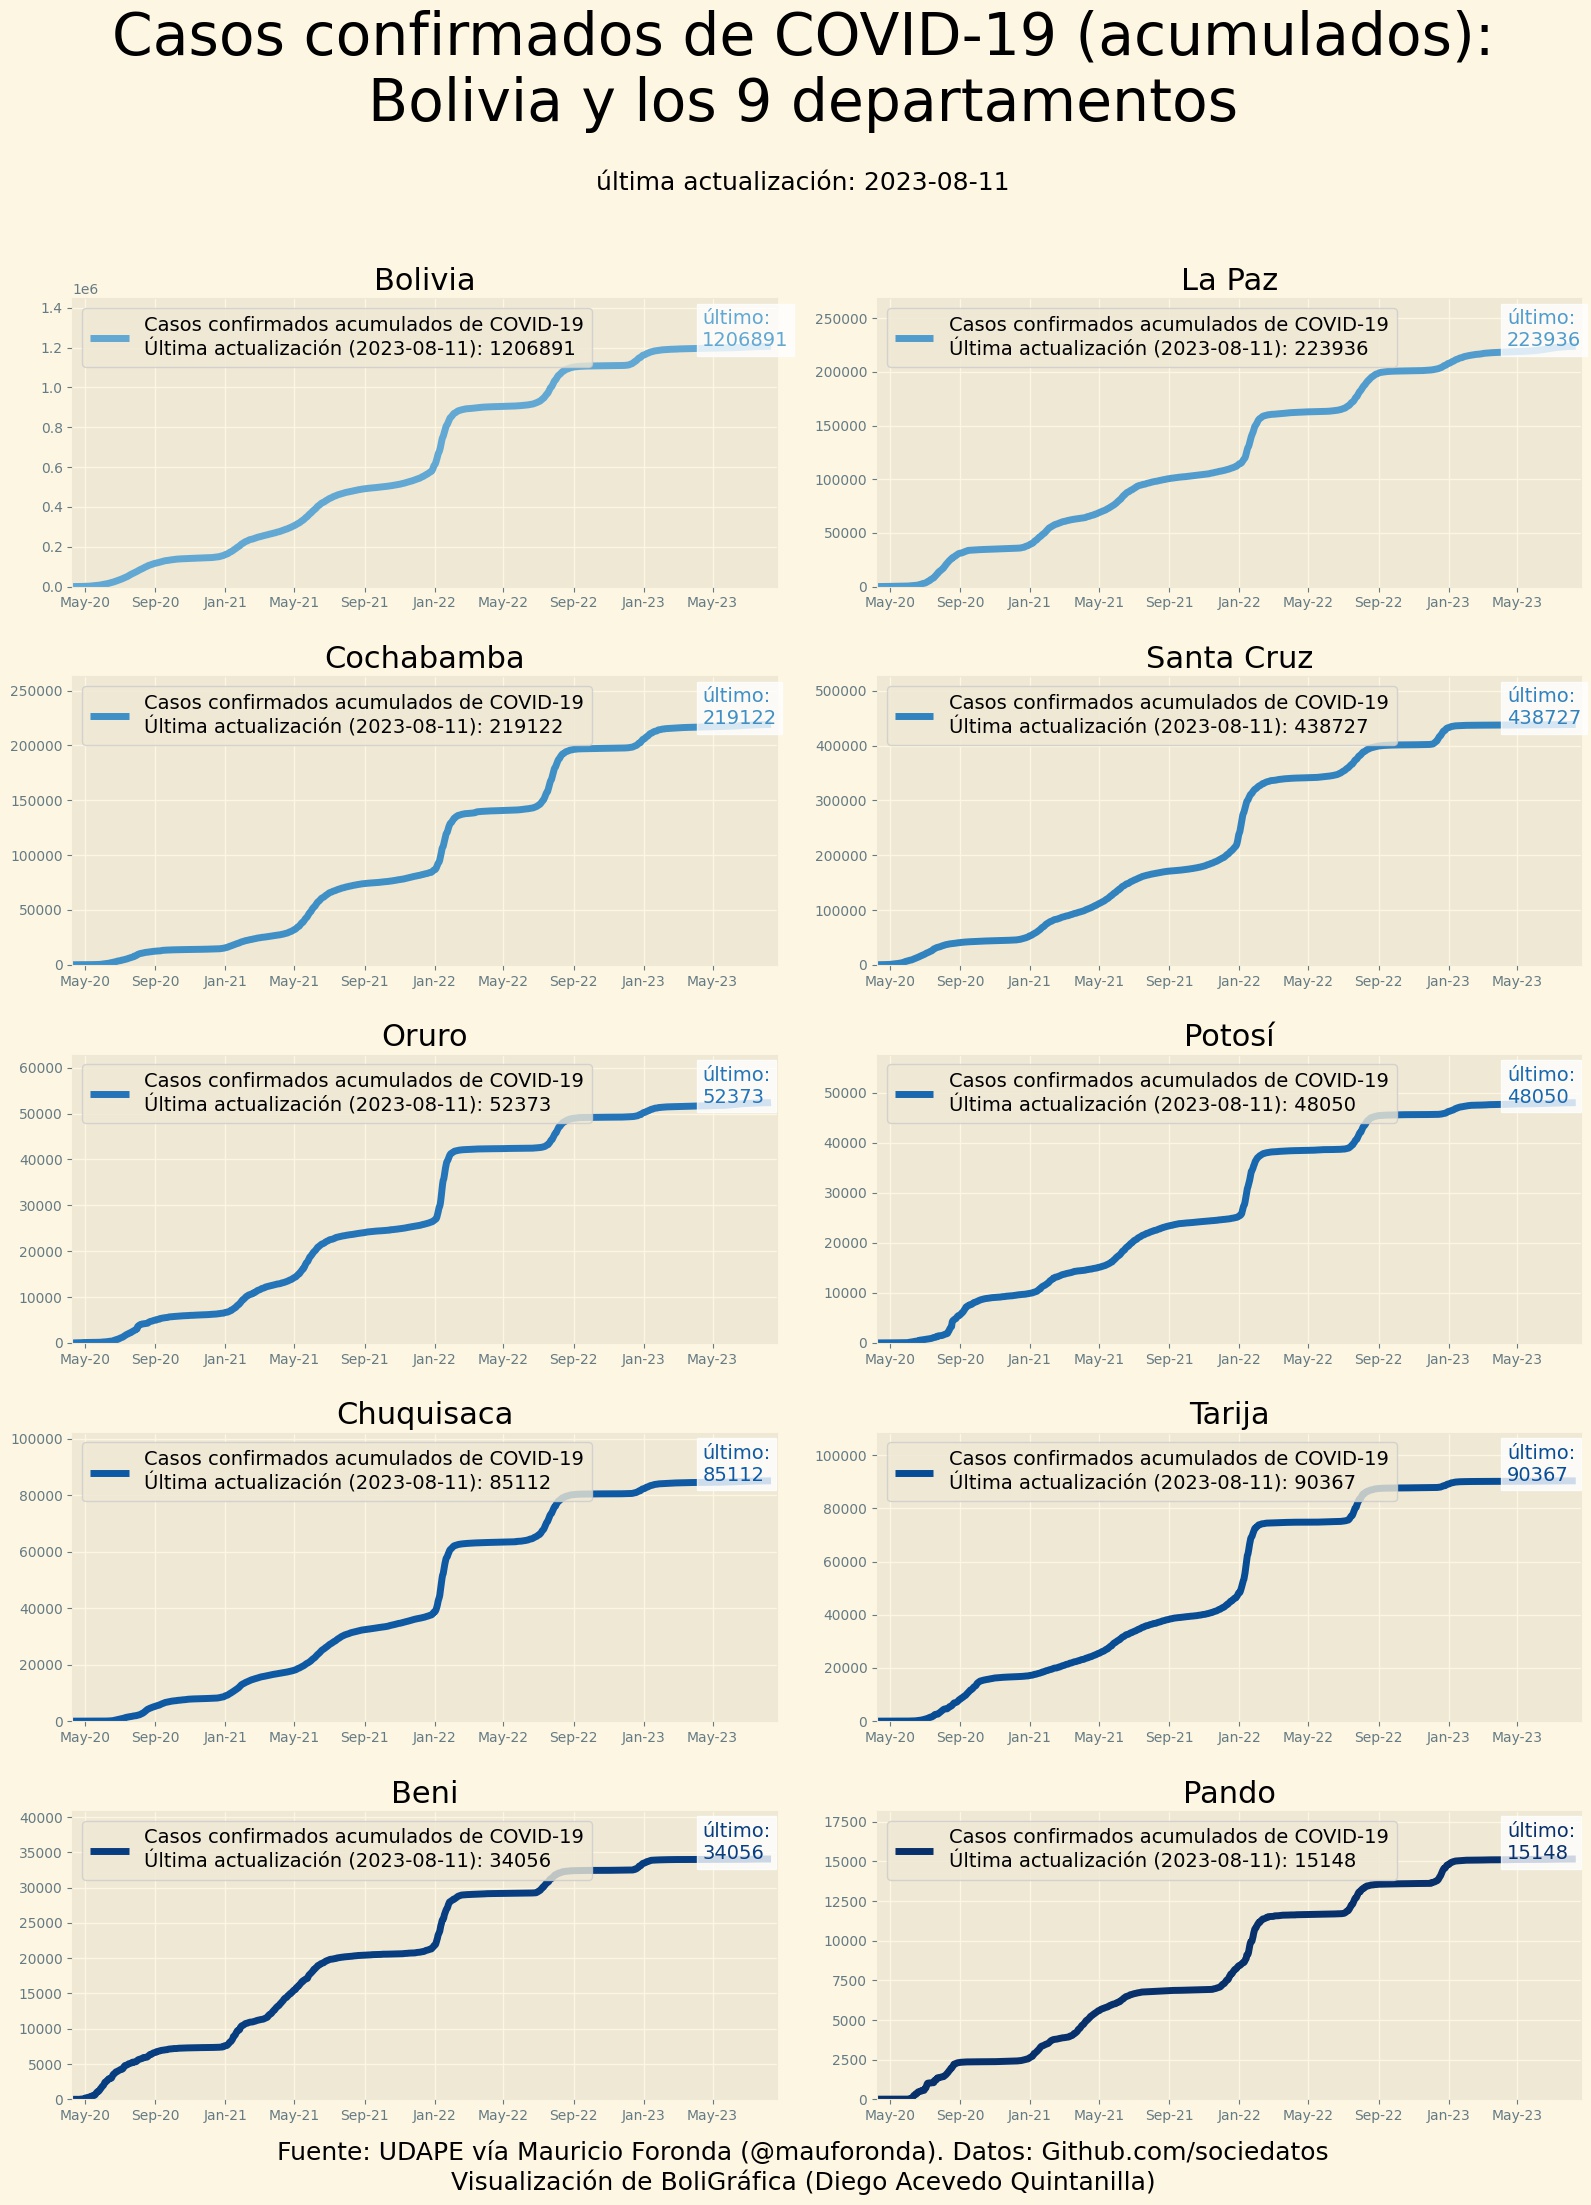 Casos confirmados de COVID-19 (acumulados):
Bolivia y los 9 departamentos
última actualización: 2023-08-11
Bolivia
1e6
1.4
1.2
1.0
0.8
0.6
0.4
0.2
0.0
Casos confirmados acumulados de COVID-19
Última actualización (2023-08-11): 1206891
último:
1206891
May-20 Sep-20 Jan-21 May-21 Sep-21 Jan-22 May-22 Sep-22 Jan-23 May-23
La Paz
250000
200000
150000
100000
50000
0
Casos confirmados acumulados de COVID-19
Última actualización (2023-08-11): 223936
último:
223936
May-20 Sep-20 Jan-21 May-21 Sep-21 Jan-22 May-22 Sep-22 Jan-23 May-23
Cochabamba
250000
200000
150000
100000
50000
0
Casos confirmados acumulados de COVID-19
Última actualización (2023-08-11): 219122
último:
219122
May-20 Sep-20 Jan-21 May-21 Sep-21 Jan-22 May-22 Sep-22 Jan-23 May-23
Santa Cruz
500000
400000
300000
200000
100000
0
Casos confirmados acumulados de COVID-19
Última actualización (2023-08-11): 438727
último:
438727
May-20 Sep-20 Jan-21 May-21 Sep-21 Jan-22 May-22 Sep-22 Jan-23 May-23
Oruro
60000
50000
40000
30000
20000
10000
0
Casos confirmados acumulados de COVID-19
Última actualización (2023-08-11): 52373
último:
52373
May-20 Sep-20 Jan-21 May-21 Sep-21 Jan-22 May-22 Sep-22 Jan-23 May-23
Potosí
50000
40000
30000
20000
10000
0
Casos confirmados acumulados de COVID-19
Última actualización (2023-08-11): 48050
último:
48050
May-20 Sep-20 Jan-21 May-21 Sep-21 Jan-22 May-22 Sep-22 Jan-23 May-23
Chuquisaca
100000
80000
60000
40000
20000
0
Casos confirmados acumulados de COVID-19
Última actualización (2023-08-11): 85112
último:
85112
May-20 Sep-20 Jan-21 May-21 Sep-21 Jan-22 May-22 Sep-22 Jan-23 May-23
Tarija
100000
80000
60000
40000
20000
0
Casos confirmados acumulados de COVID-19
Última actualización (2023-08-11): 90367
último:
90367
May-20 Sep-20 Jan-21 May-21 Sep-21 Jan-22 May-22 Sep-22 Jan-23 May-23
Beni
40000
35000
30000
25000
20000
15000
10000
5000
0
Casos confirmados acumulados de COVID-19
Última actualización (2023-08-11): 34056
último:
34056
May-20 Sep-20 Jan-21 May-21 Sep-21 Jan-22 May-22 Sep-22 Jan-23 May-23
Pando
17500
15000
12500
10000
7500
5000
2500
0
Casos confirmados acumulados de COVID-19
Última actualización (2023-08-11): 15148
último:
15148
May-20 Sep-20 Jan-21 May-21 Sep-21 Jan-22 May-22 Sep-22 Jan-23 May-23
Fuente: UDAPE vía Mauricio Foronda (@mauforonda). Datos: Github.com/sociedatos
Visualización de BoliGráfica (Diego Acevedo Quintanilla)